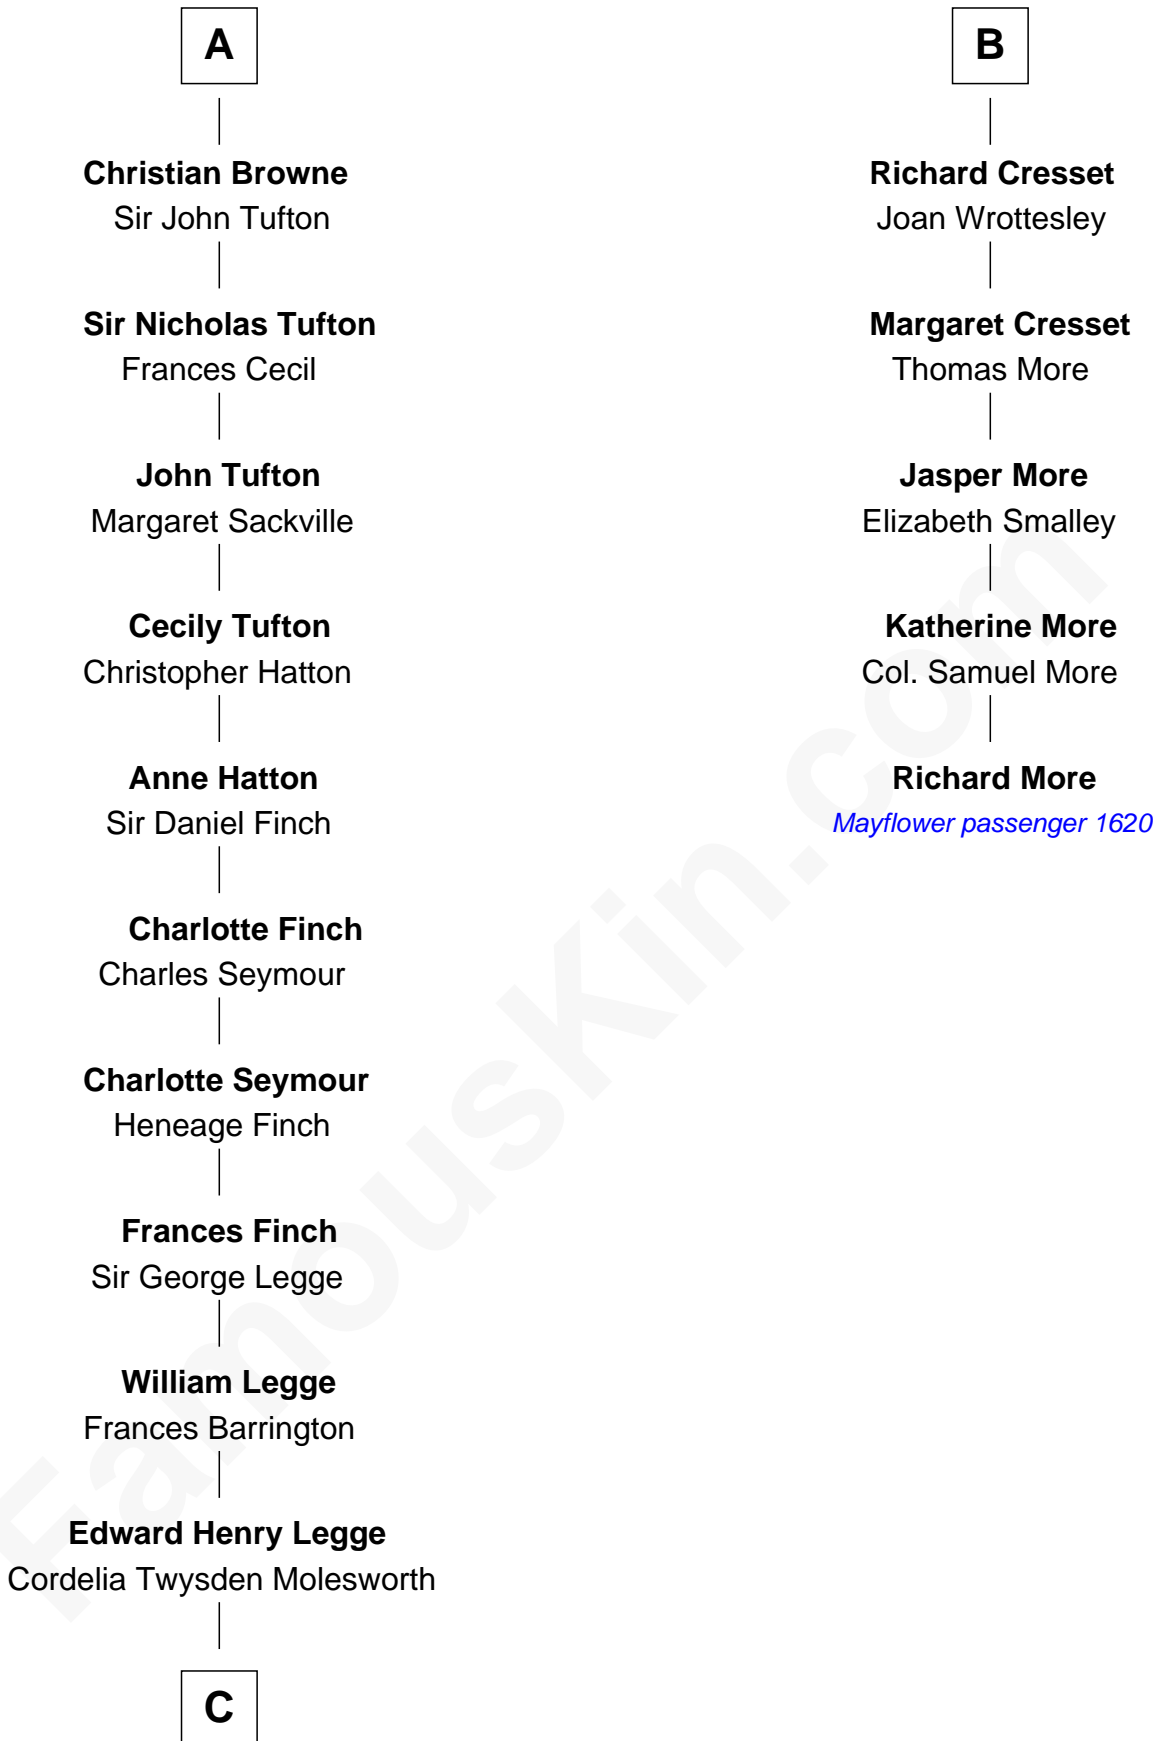 A
Christian Browne
Sir John Tufton
Sir Nicholas Tufton
Frances Cecil
John Tufton
Margaret Sackville
Cecily Tufton
Christopher Hatton
Anne Hatton
Sir Daniel Finch
Charlotte Finch
Charles Seymour
Charlotte Seymour
Heneage Finch
Frances Finch
Sir George Legge
William Legge
Frances Barrington
Edward Henry Legge
Cordelia Twysden Molesworth
C
B
Richard Cresset
Joan Wrottesley
Margaret Cresset
Thomas More
Jasper More
Elizabeth Smalley
Katherine More
Col. Samuel More
Richard More
Mayflower passenger 1620
FamousKin.com